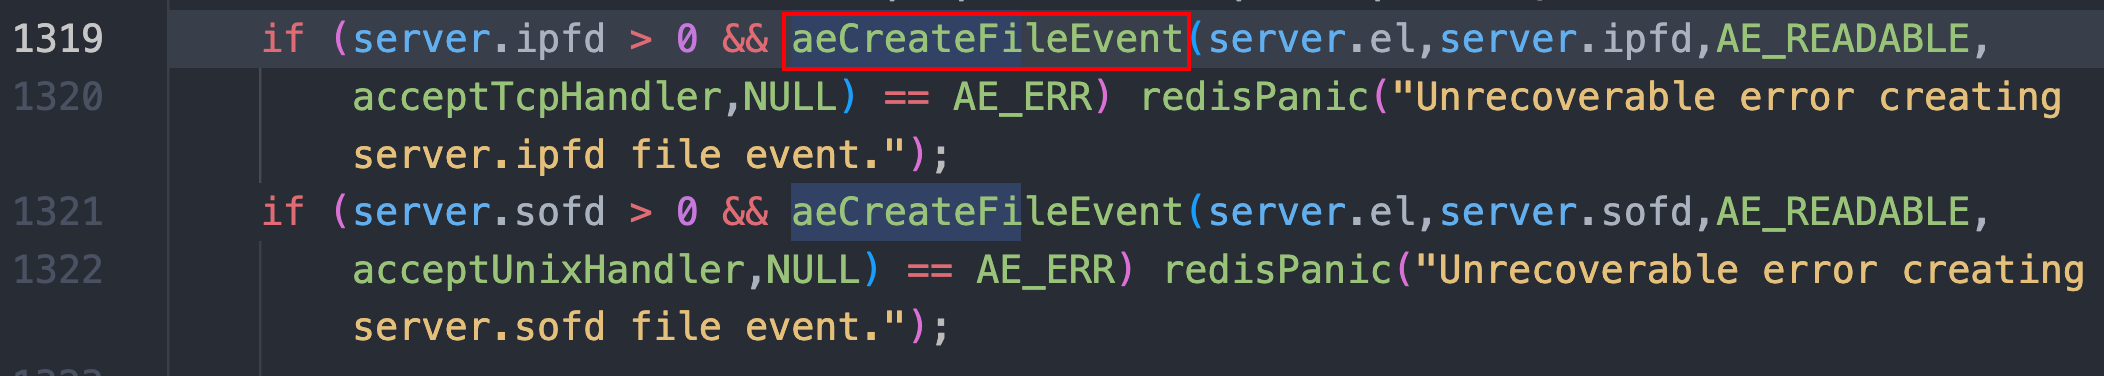 1319 if (server.ipfd > 0 && aeCreateFileEvent(server.el,server.ipfd,AE_READABLE,
1320 acceptTcpHandler,NULL) == AE_ERR) redisPanic("Unrecoverable error creating
server.ipfd file event.");
1321 if (server.sofd > 0 && aeCreateFileEvent(server.el,server.sofd,AE_READABLE,
1322 acceptUnixHandler,NULL) == AE_ERR) redisPanic("Unrecoverable error creating
server.sofd file event.");